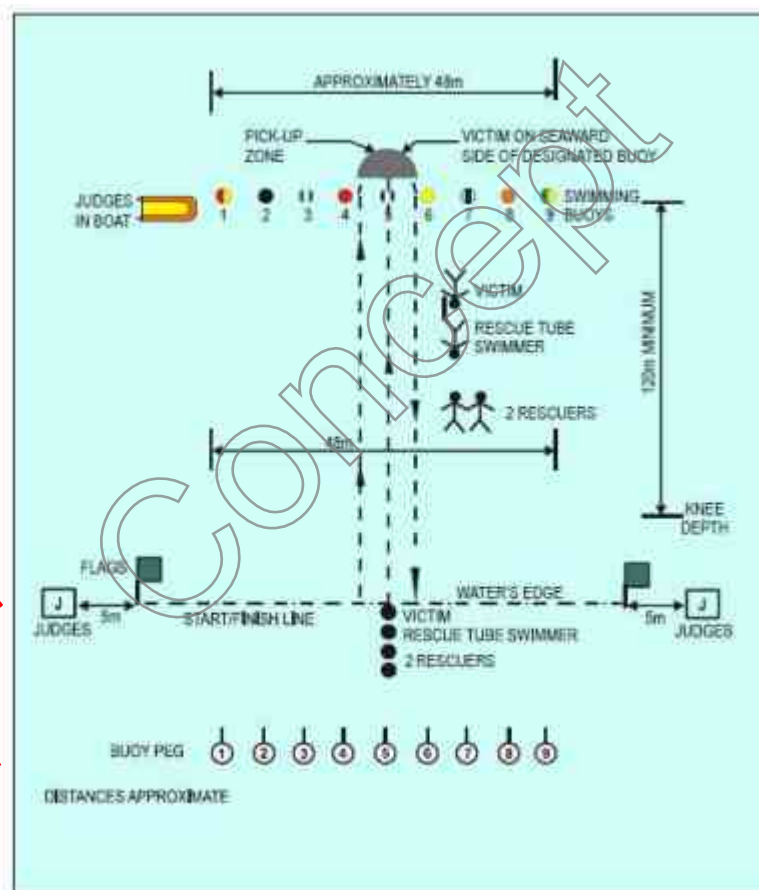 APPROXIMATELY 48m
PICK-UP
ZONE
VICTIM ON SEAWARD
SIDE OF DESIGNATED BUOY
JUDGES
IN BOAT
1 2 3 4 5 6 7 8 9
SWIMMING
BUOYS
VICTIM
RESCUE TUBE
SWIMMER
120m MINIMUM
2 RESCUERS
48m
KNEE
DEPTH
FLAGS
WATER'S EDGE
J
JUDGES
5m
START/FINISH LINE
5m
J
JUDGES
VICTIM
RESCUE TUBE SWIMMER
2 RESCUERS
BUOY PEG
1 2 3 4 5 6 7 8 9
DISTANCES APPROXIMATE
Concept